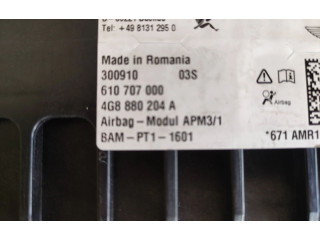 Tel: +49 8131 295 0
Made in Romania
300910 03S
610 707 000
4G8 880 204 A
Airbag
Airbag-Modul APM3/1
BAM-PT1-1601
*671 AMR1